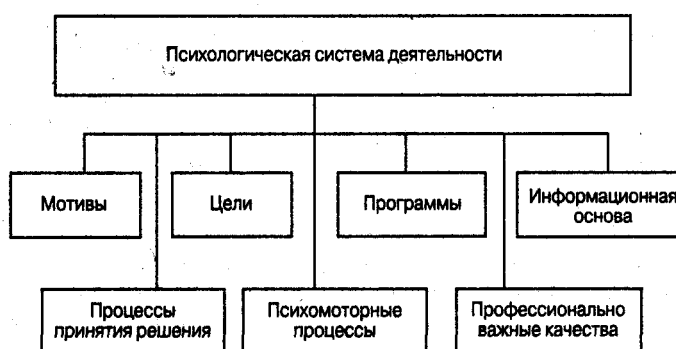 Психологическая система деятельности
Мотивы
Цели
Программы
Информационная
основа
Процессы
принятия решения
Психомоторные
процессы
Профессионально
важные качества